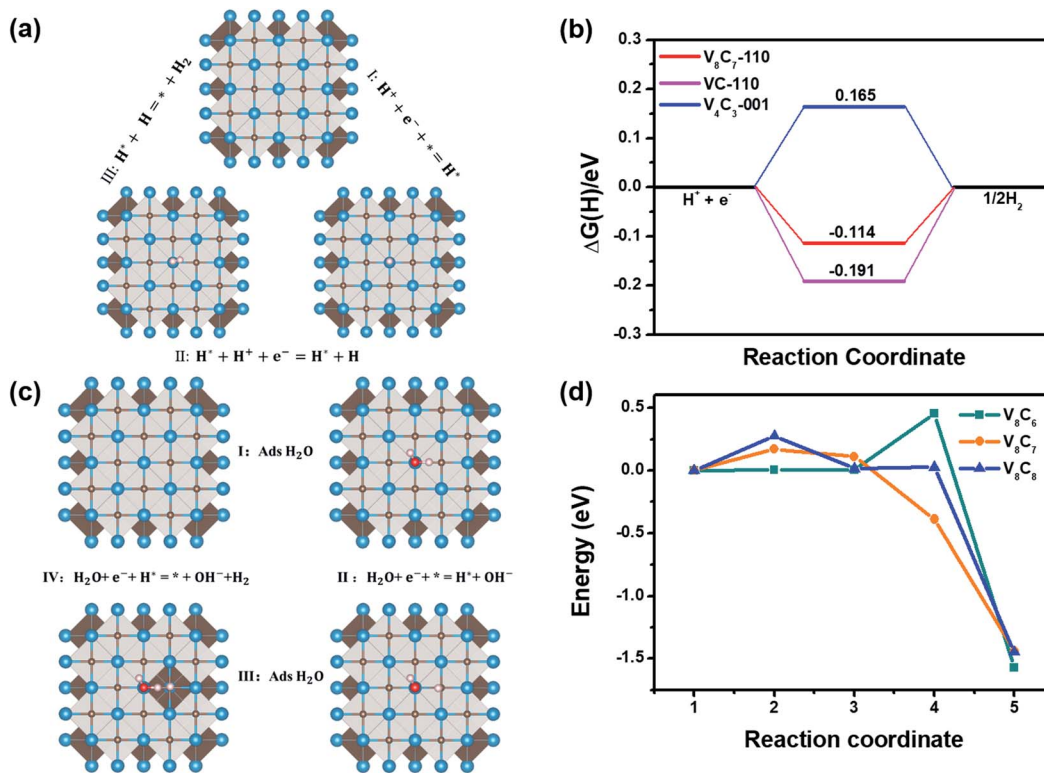 (a)
III: H* + H = * + H₂
I: H⁺ + e⁻ + * = H*
II: H* + H⁺ + e⁻ = H* + H
(b)
0.3
0.2
0.1
0.0
-0.1
-0.2
-0.3
ΔG(H)/eV
V₈C₇-110
VC-110
V₄C₃-001
0.165
H⁺ + e⁻
1/2H₂
-0.114
-0.191
Reaction Coordinate
(c)
I: Ads H₂O
IV: H₂O+ e⁻+ H* = * + OH⁻+H₂
II : H₂O+ e⁻+ * = H*+ OH⁻
III: Ads H₂O
(d)
0.5
0.0
-0.5
-1.0
-1.5
Energy (eV)
V₈C₆
V₈C₇
V₈C₈
1 2 3 4 5
Reaction coordinate